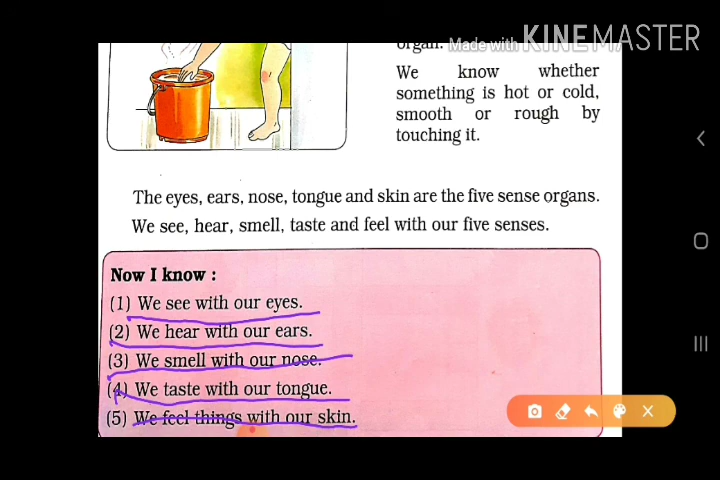 organ.
Made with KINEMASTER
We know whether
something is hot or cold,
smooth or rough by
touching it.
The eyes, ears, nose, tongue and skin are the five sense organs.
We see, hear, smell, taste and feel with our five senses.
Now I know :
(1) We see with our eyes.
(2) We hear with our ears.
(3) We smell with our nose.
(4) We taste with our tongue.
(5) We feel things with our skin.